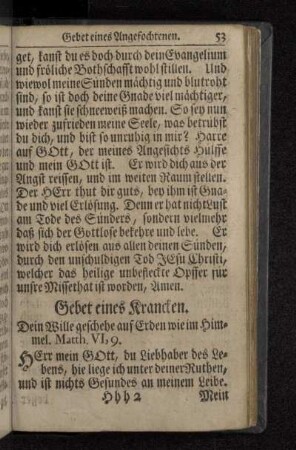 Gebet eines Angefochtenen. 53
get, kanst du es doch durch dein Evangelium
und fröliche Bothschafft wohl stillen. Und
wiewol meine Sünden mächtig und blutroht
sind, so ist doch deine Gnade viel mächtiger,
und kanst sie schneeweiß machen. So sey nun
wieder zufrieden meine Seele, was betrübst
du dich, und bist so unruhig in mir? Harre
auf GOtt, der meines Angesichts Hülffe
und mein GOtt ist. Er wird dich aus der
Angst reissen, und im weiten Raum stellen.
Der HErr thut dir guts, bey ihm ist Gna-
de und viel Erlösung. Denn er hat nicht Lust
am Tode des Sünders, sondern vielmehr
daß sich der Gottlose bekehre und lebe. Er
wird dich erlösen aus allen deinen Sünden,
durch den unschuldigen Tod JEsu Christi,
welcher das heilige unbefleckte Opffer für
unsre Missethat ist worden, Amen.
Gebet eines Krancken.
Dein Wille geschehe auf Erden wie im Him-
mel. Matth. VI, 9.
HErr mein GOtt, du Liebhaber des Le-
bens, hie liege ich unter deiner Ruthen,
und ist nichts Gesundes an meinem Leibe.
Hhh 2 Mein